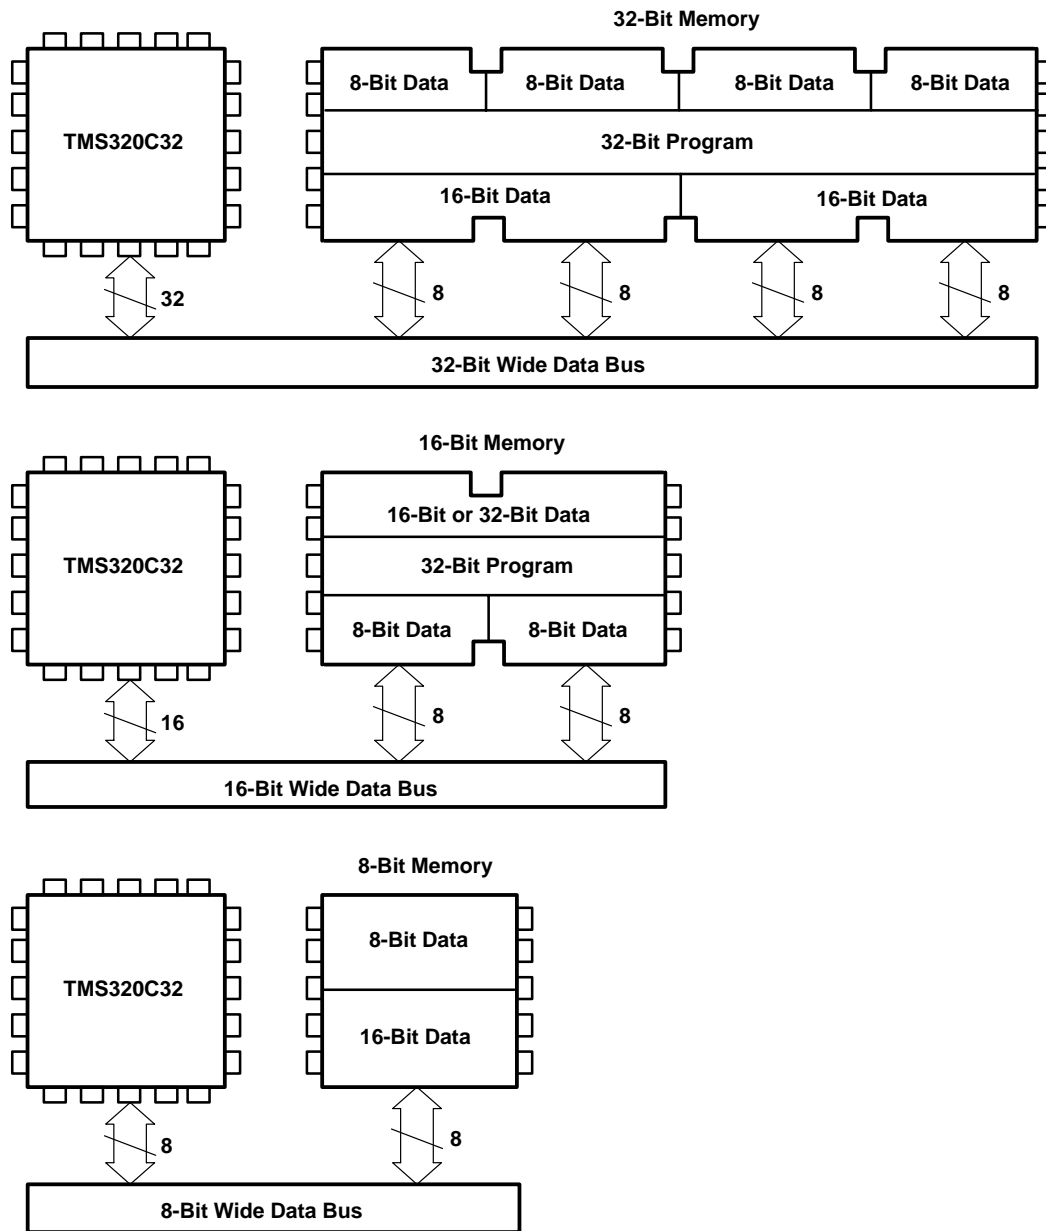 32-Bit Memory
8-Bit Data
8-Bit Data
8-Bit Data
8-Bit Data
TMS320C32
32-Bit Program
16-Bit Data
16-Bit Data
32
8
8
8
8
32-Bit Wide Data Bus
16-Bit Memory
16-Bit or 32-Bit Data
TMS320C32
32-Bit Program
8-Bit Data
8-Bit Data
16
8
8
16-Bit Wide Data Bus
8-Bit Memory
8-Bit Data
TMS320C32
16-Bit Data
8
8
8-Bit Wide Data Bus